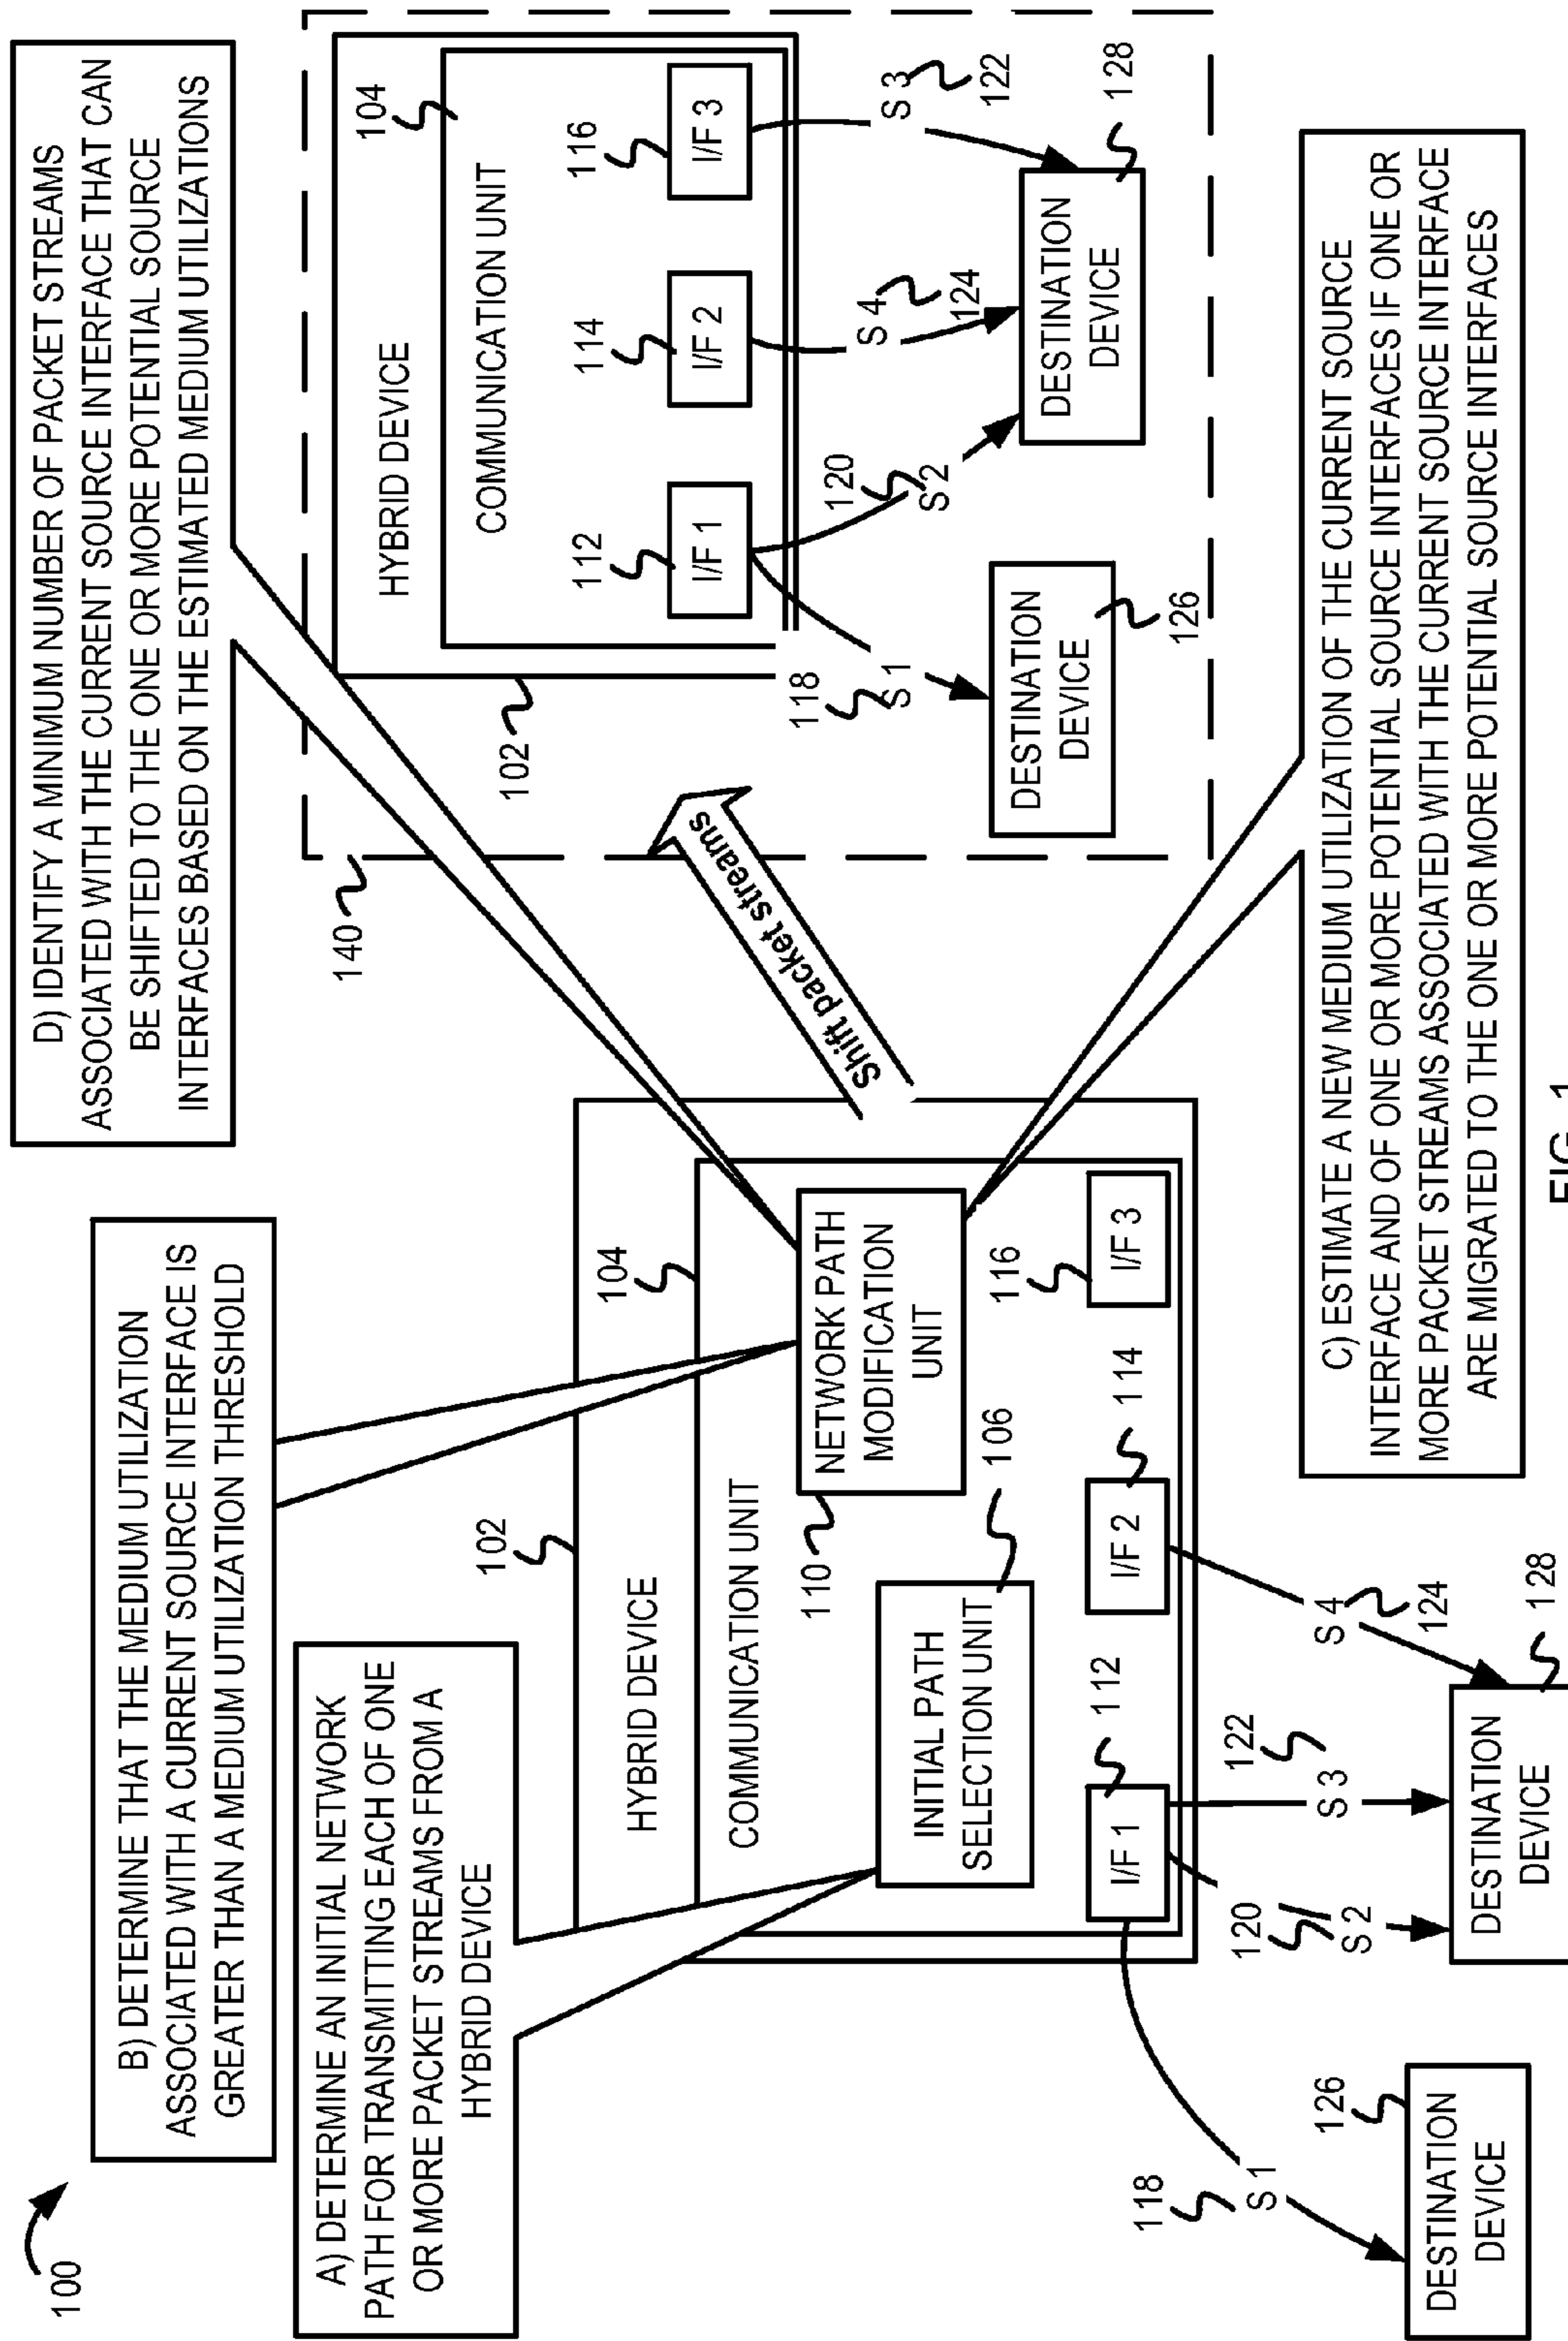 100
B) DETERMINE THAT THE MEDIUM UTILIZATION
ASSOCIATED WITH A CURRENT SOURCE INTERFACE IS
GREATER THAN A MEDIUM UTILIZATION THRESHOLD
D) IDENTIFY A MINIMUM NUMBER OF PACKET STREAMS
ASSOCIATED WITH THE CURRENT SOURCE INTERFACE THAT CAN
BE SHIFTED TO THE ONE OR MORE POTENTIAL SOURCE
INTERFACES BASED ON THE ESTIMATED MEDIUM UTILIZATIONS
A) DETERMINE AN INITIAL NETWORK
PATH FOR TRANSMITTING EACH OF ONE
OR MORE PACKET STREAMS FROM A
HYBRID DEVICE
102
HYBRID DEVICE
104
COMMUNICATION UNIT
110
NETWORK PATH
MODIFICATION
UNIT
INITIAL PATH
SELECTION UNIT
106
112
I/F 1
114
I/F 2
116
I/F 3
118
S 1
120
S 2
122
S 3
S 4
124
126
DESTINATION
DEVICE
128
DESTINATION
DEVICE
Shift packet streams
140
102
HYBRID DEVICE
104
COMMUNICATION UNIT
112
I/F 1
114
I/F 2
116
I/F 3
118
S 1
120
S 2
S 4
124
S 3
122
DESTINATION
DEVICE
126
DESTINATION
DEVICE
128
C) ESTIMATE A NEW MEDIUM UTILIZATION OF THE CURRENT SOURCE
INTERFACE AND OF ONE OR MORE POTENTIAL SOURCE INTERFACES IF ONE OR
MORE PACKET STREAMS ASSOCIATED WITH THE CURRENT SOURCE INTERFACE
ARE MIGRATED TO THE ONE OR MORE POTENTIAL SOURCE INTERFACES
FIG. 1